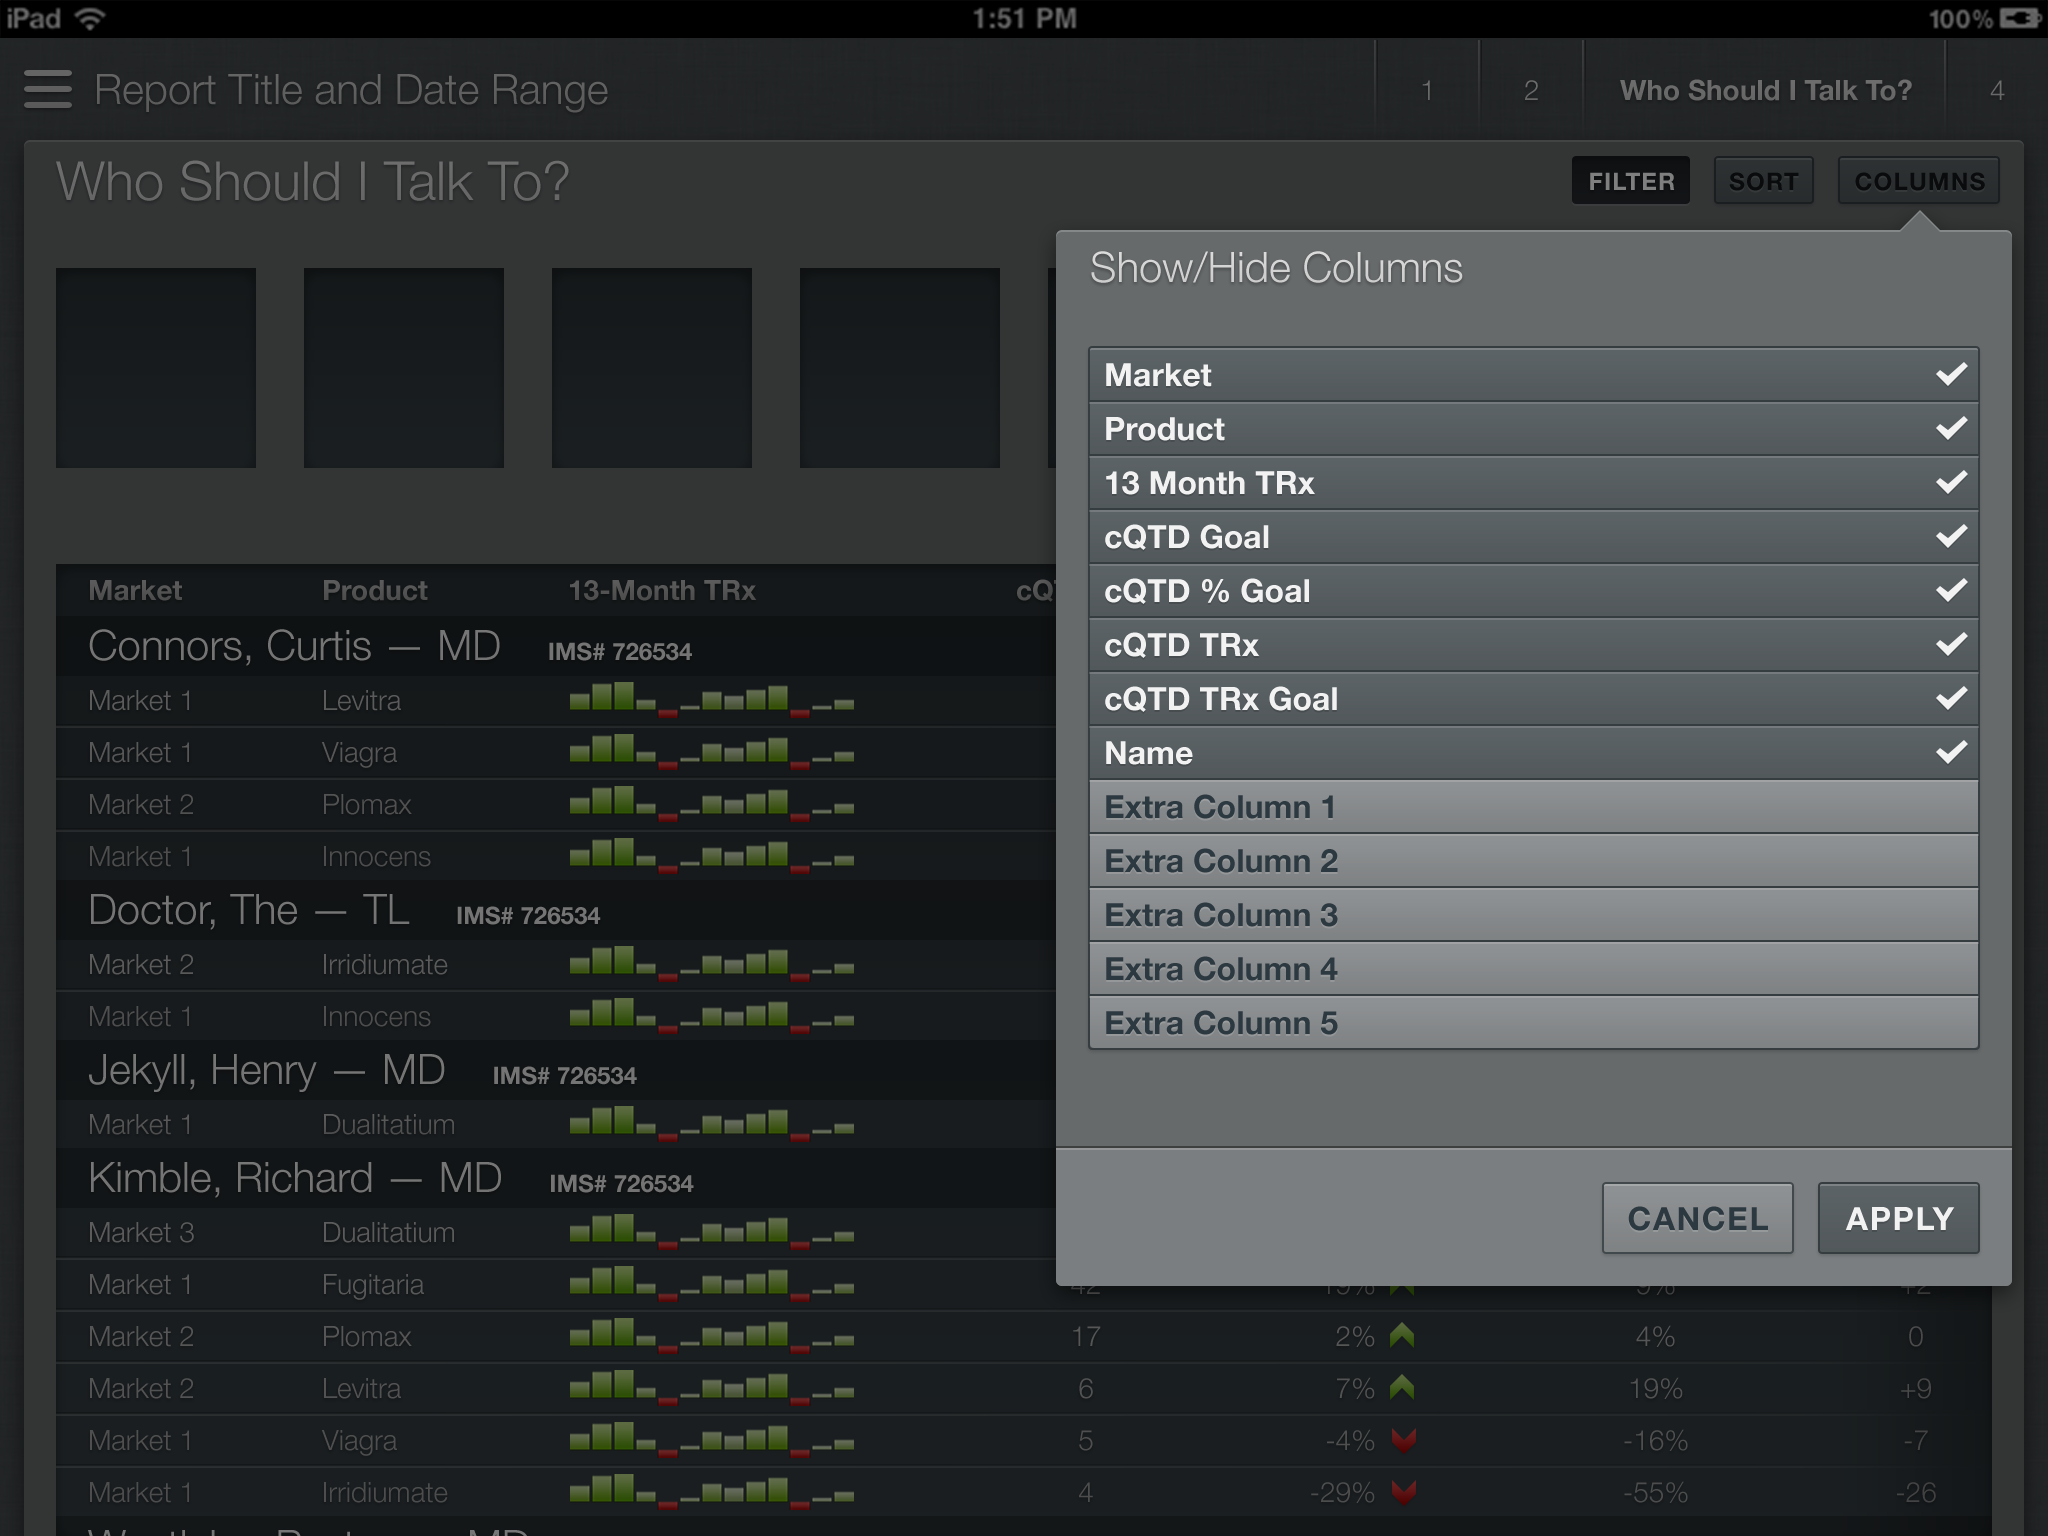 iPad 1:51 PM 100%
Report Title and Date Range 1 2 Who Should I Talk To? 4
Who Should I Talk To? FILTER SORT COLUMNS
Show/Hide Columns
Market
Product
13 Month TRx
cQTD Goal
cQTD % Goal
cQTD TRx
cQTD TRx Goal
Name
Extra Column 1
Extra Column 2
Extra Column 3
Extra Column 4
Extra Column 5
CANCEL APPLY
Market Product 13-Month TRx
Connors, Curtis — MD IMS# 726534
Market 1 Levitra
Market 1 Viagra
Market 2 Plomax
Market 1 Innocens
Doctor, The — TL IMS# 726534
Market 2 Irridiumate
Market 1 Innocens
Jekyll, Henry — MD IMS# 726534
Market 1 Dualitatium
Kimble, Richard — MD IMS# 726534
Market 3 Dualitatium
Market 1 Fugitaria 42 19% 9% +2
Market 2 Plomax 17 2% 4% 0
Market 2 Levitra 6 7% 19% +9
Market 1 Viagra 5 -4% -16% -7
Market 1 Irridiumate 4 -29% -55% -26